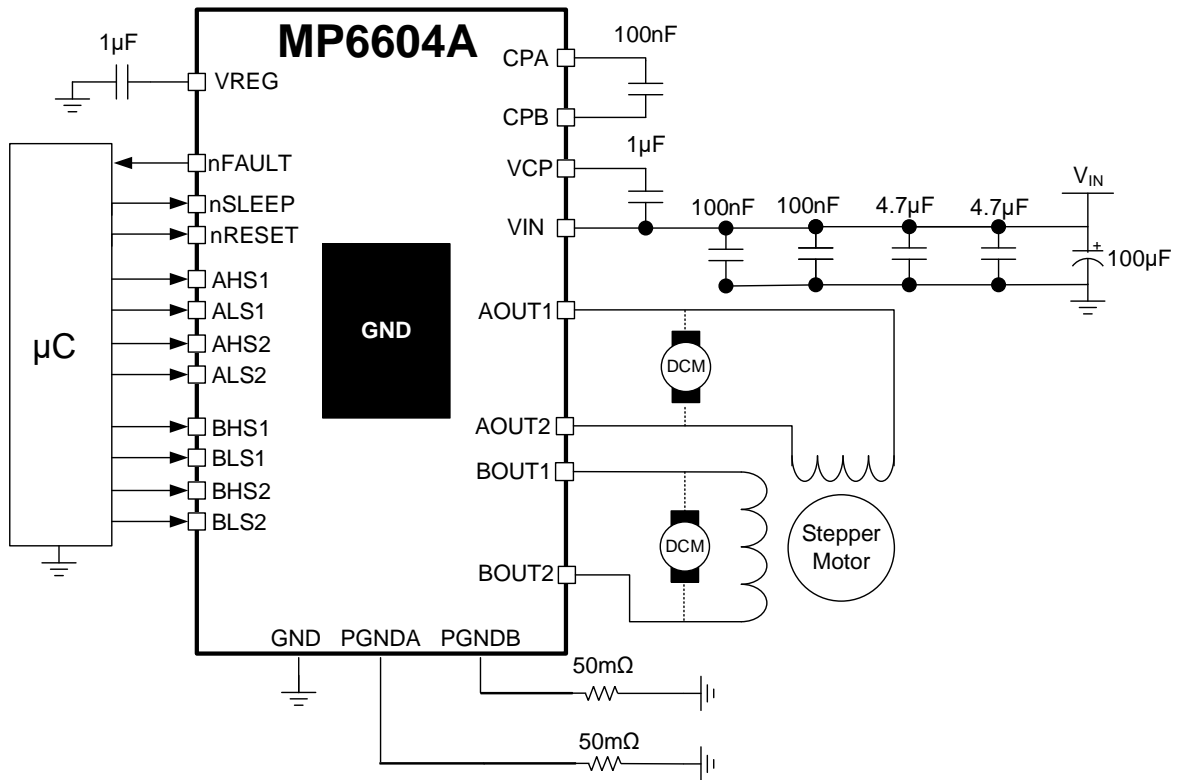 MP6604A
1µF
VREG
nFAULT
nSLEEP
nRESET
AHS1
ALS1
AHS2
ALS2
BHS1
BLS1
BHS2
BLS2
µC
GND
CPA
100nF
CPB
VCP
1µF
VIN
100nF
100nF
4.7µF
4.7µF
VIN
+
100µF
AOUT1
DCM
AOUT2
BOUT1
DCM
BOUT2
Stepper
Motor
GND PGNDA PGNDB
50mΩ
50mΩ